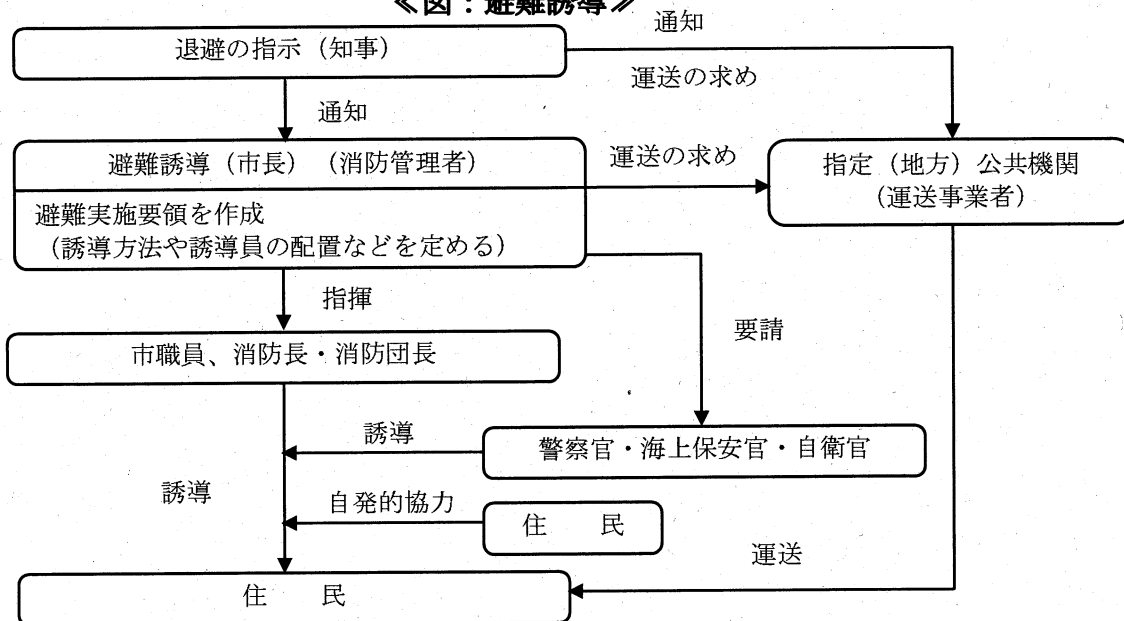 ≪図：避難誘導≫
通知
退避の指示（知事）
運送の求め
通知
避難誘導（市長）（消防管理者）
運送の求め
指定（地方）公共機関
（運送事業者）
避難実施要領を作成
（誘導方法や誘導員の配置などを定める）
指揮
要請
市職員、消防長・消防団長
誘導
警察官・海上保安官・自衛官
誘導
自発的協力
住　　民
運送
住　　民